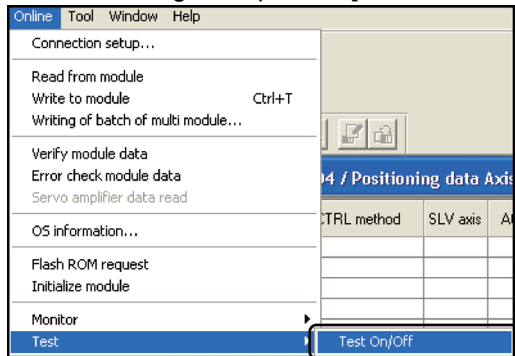 Online Tool Window Help
Connection setup...
Read from module
Write to module Ctrl+T
Writing of batch of multi module...
Verify module data
Error check module data
04 / Positioning data Axis
Servo amplifier data read
CTRL method SLV axis
OS information...
Flash ROM request
Initialize module
Monitor
Test Test On/Off